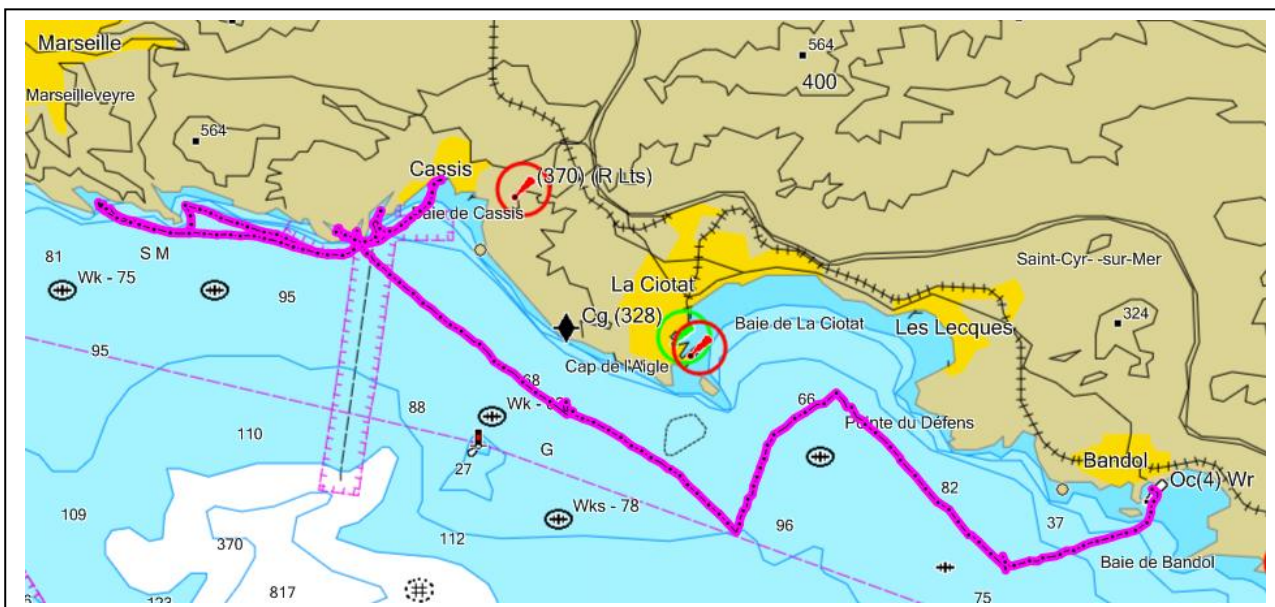 564
Marseille
400
Marseilleveyre
564
Cassis
(370) (R Lts)
Baie de Cassis
S M
81
Wk - 75
95
Saint-Cyr- -sur-Mer
La Ciotat
Cg (328)
Baie de La Ciotat
Les Lecques
324
95
Cap de l'Aigle
68
66
88
Wk - 6
Pointe du Défens
110
G
27
Bandol
Oc(4) Wr
82
96
37
109
Wks - 78
112
370
Baie de Bandol
817
75
123